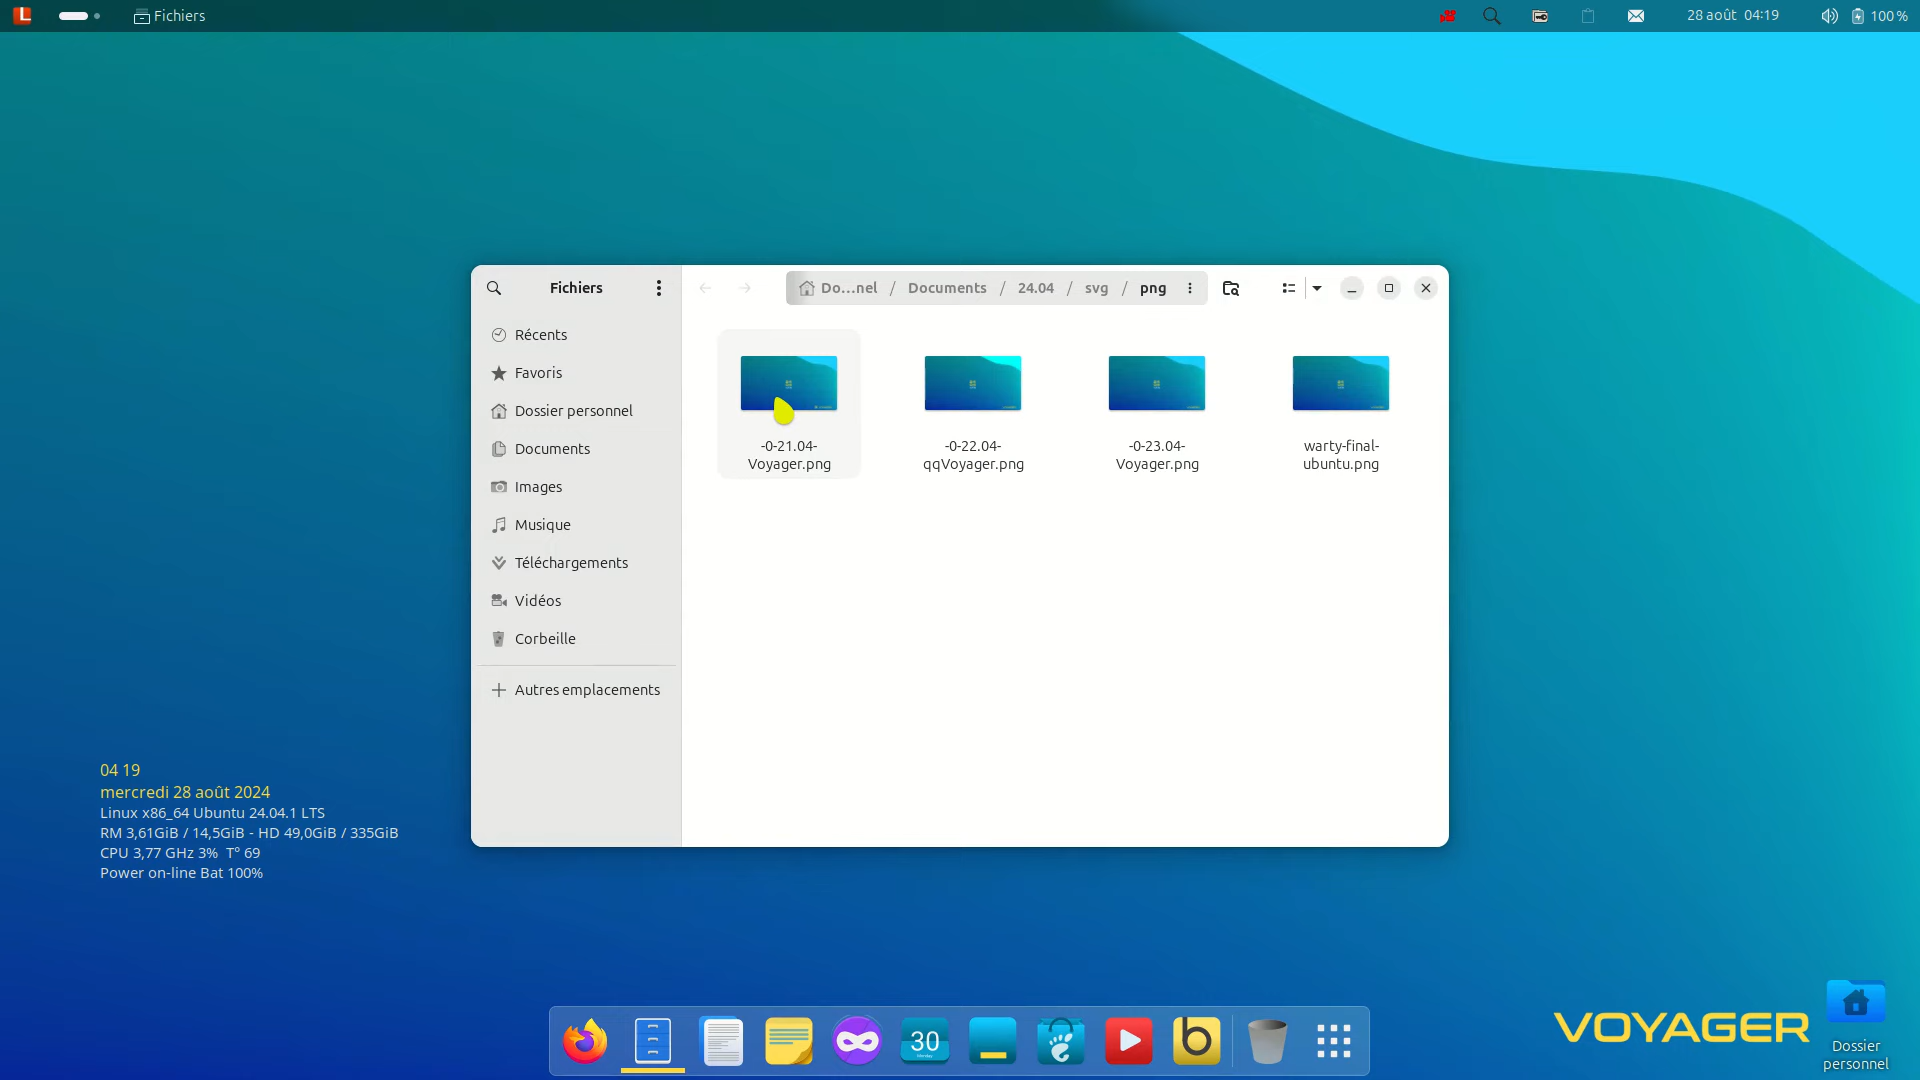 Fichiers
28 août 04:19
100 %
Fichiers
Do...nel / Documents / 24.04 / svg / png
Récents
Favoris
Dossier personnel
Documents
Images
Musique
Téléchargements
Vidéos
Corbeille
Autres emplacements
-0-21.04-
Voyager.png
-0-22.04-
qqVoyager.png
-0-23.04-
Voyager.png
warty-final-
ubuntu.png
04 19
mercredi 28 août 2024
Linux x86_64 Ubuntu 24.04.1 LTS
RM 3,61GiB / 14,5GiB - HD 49,0GiB / 335GiB
CPU 3,77 GHz 3% T° 69
Power on-line Bat 100%
30
Monday
b
VOYAGER
Dossier
personnel